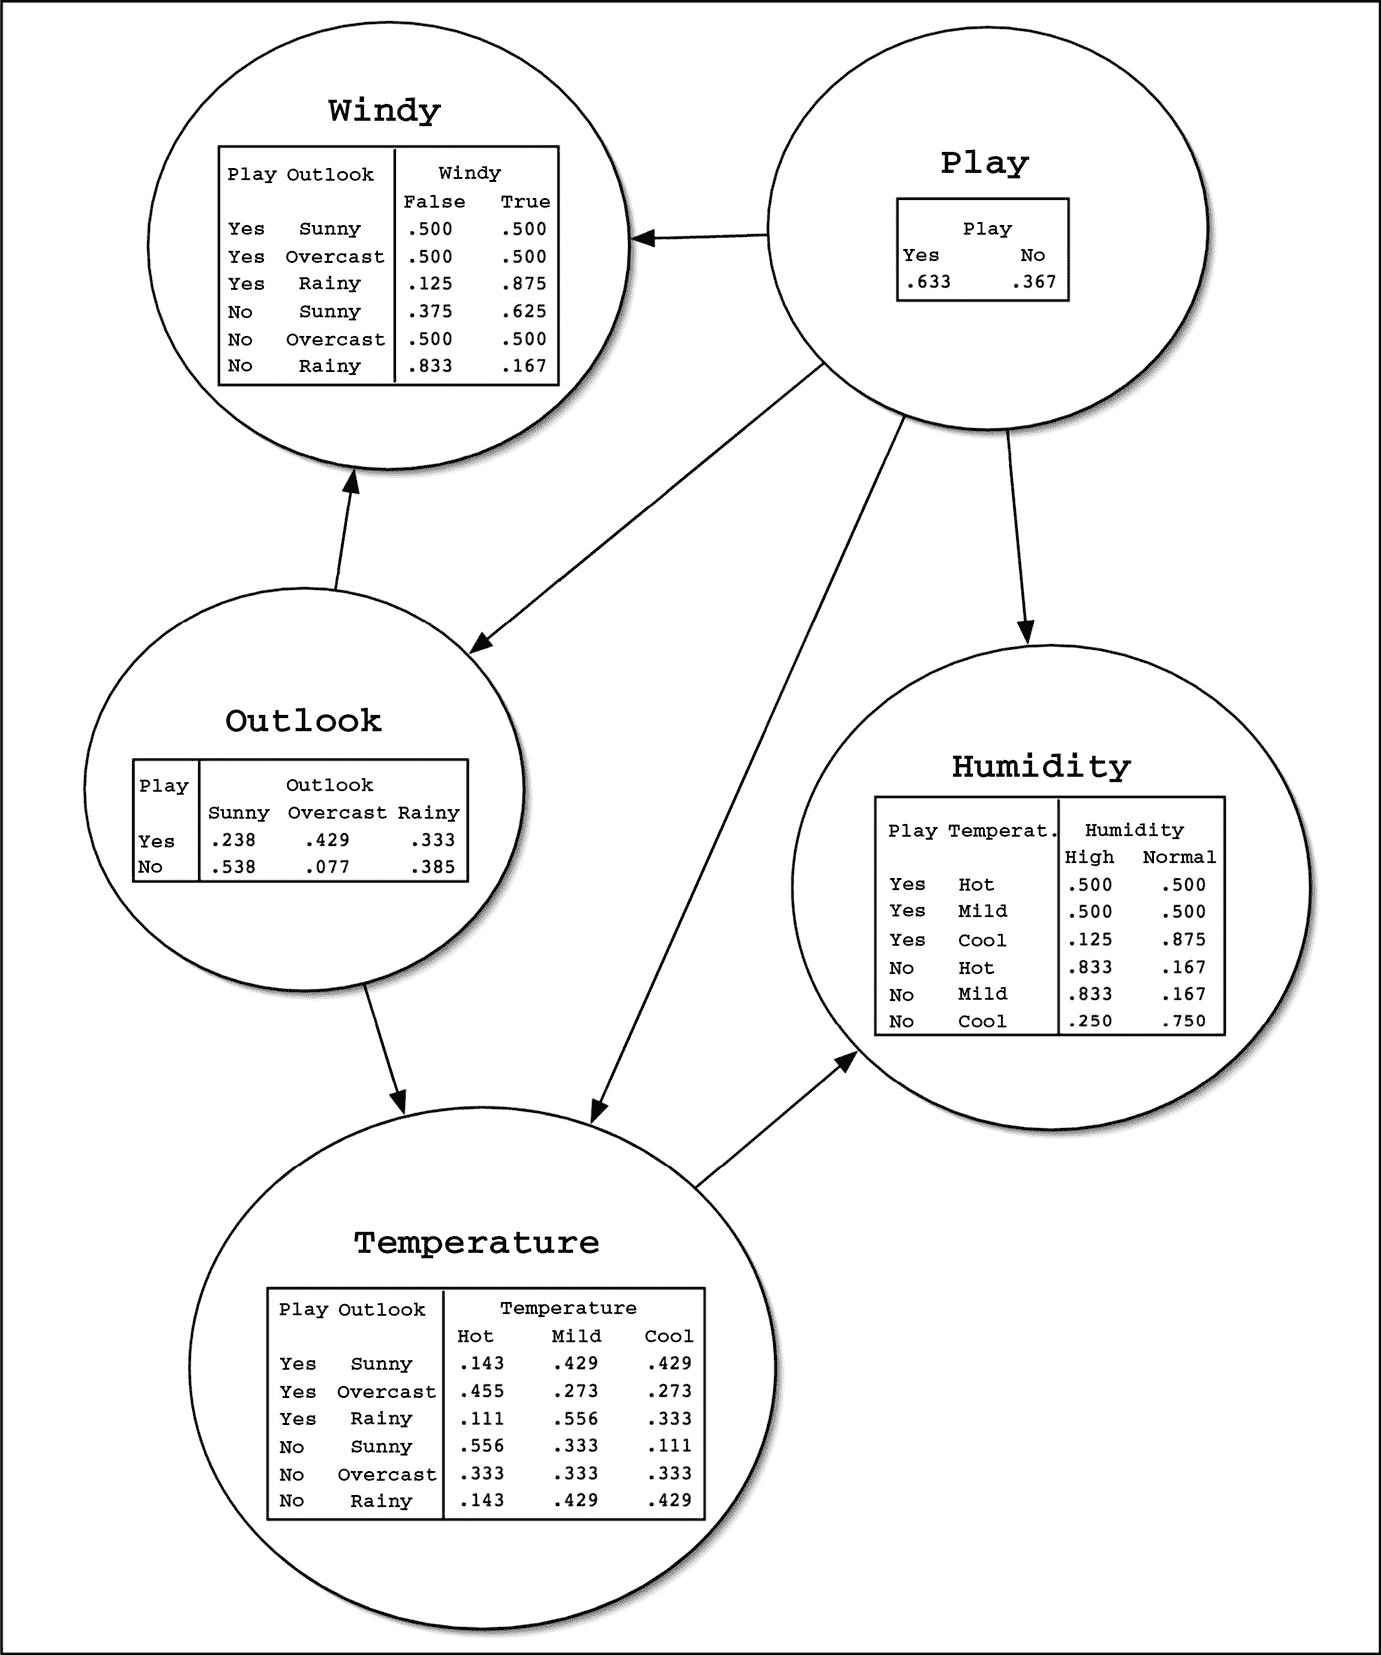 Windy
Play Outlook Windy
False True
Yes Sunny .500 .500
Yes Overcast .500 .500
Yes Rainy .125 .875
No Sunny .375 .625
No Overcast .500 .500
No Rainy .833 .167
Play
Play
Yes No
.633 .367
Outlook
Play Outlook
Sunny Overcast Rainy
Yes .238 .429 .333
No .538 .077 .385
Humidity
Play Temperat. Humidity
High Normal
Yes Hot .500 .500
Yes Mild .500 .500
Yes Cool .125 .875
No Hot .833 .167
No Mild .833 .167
No Cool .250 .750
Temperature
Play Outlook Temperature
Hot Mild Cool
Yes Sunny .143 .429 .429
Yes Overcast .455 .273 .273
Yes Rainy .111 .556 .333
No Sunny .556 .333 .111
No Overcast .333 .333 .333
No Rainy .143 .429 .429